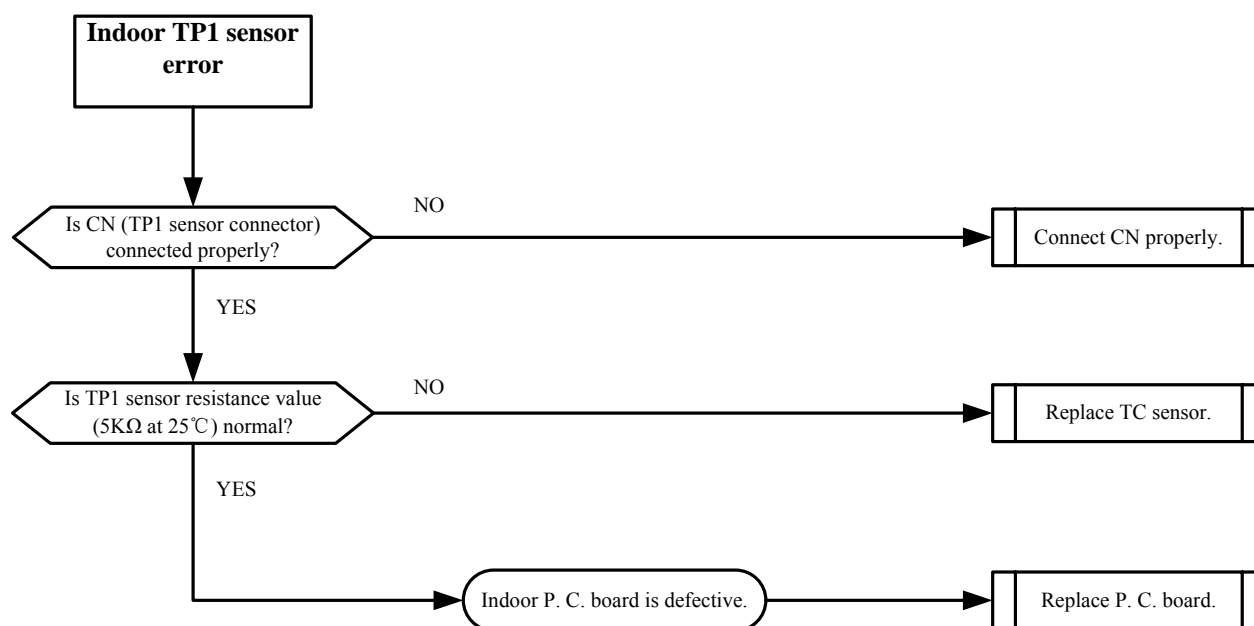 Indoor TP1 sensor
error
Is CN (TP1 sensor connector)
connected properly?
NO
Connect CN properly.
YES
Is TP1 sensor resistance value
(5KΩ at 25℃) normal?
NO
Replace TC sensor.
YES
Indoor P. C. board is defective.
Replace P. C. board.